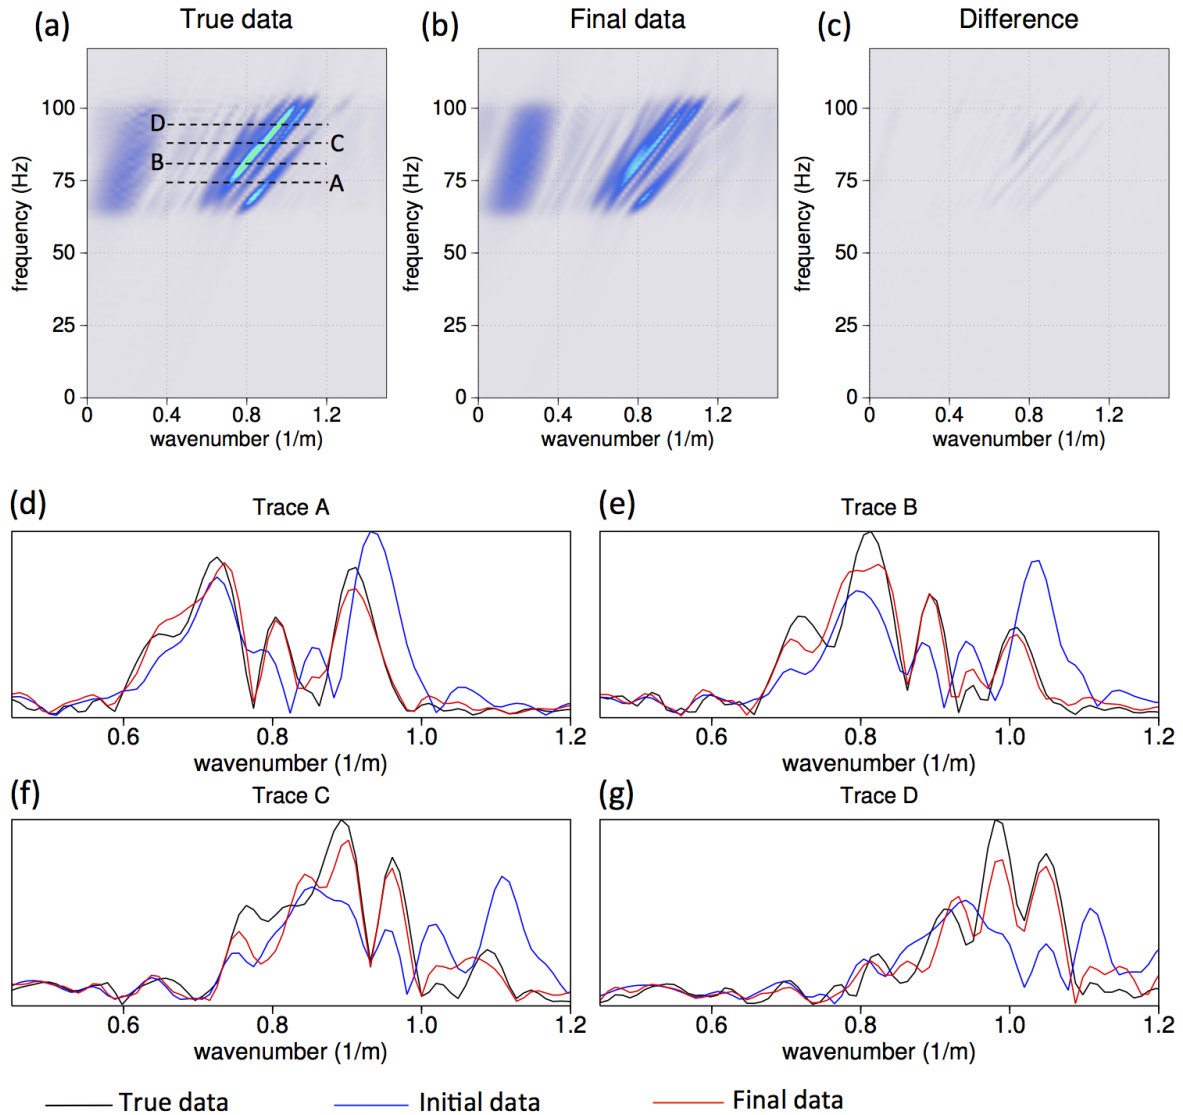 (a) True data
(b) Final data
(c) Difference
100
75
50
25
0
frequency (Hz)
D
C
B
A
0 0.4 0.8 1.2
wavenumber (1/m)
100
75
50
25
0
frequency (Hz)
0 0.4 0.8 1.2
wavenumber (1/m)
100
75
50
25
0
frequency (Hz)
0 0.4 0.8 1.2
wavenumber (1/m)
(d) Trace A
0.6 0.8 1.0 1.2
wavenumber (1/m)
(e) Trace B
0.6 0.8 1.0 1.2
wavenumber (1/m)
(f) Trace C
0.6 0.8 1.0 1.2
wavenumber (1/m)
(g) Trace D
0.6 0.8 1.0 1.2
wavenumber (1/m)
True data Initial data Final data